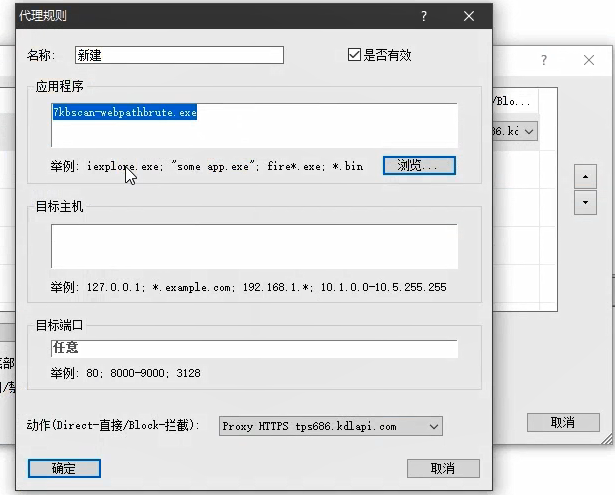 代理规则
名称:
新建
是否有效
应用程序
7kbscan-webpathbrute.exe
举例: iexplore.exe; "some app.exe"; fire*.exe; *.bin
浏览...
目标主机
举例: 127.0.0.1; *.example.com; 192.168.1.*; 10.1.0.0-10.5.255.255
目标端口
任意
举例: 80; 8000-9000; 3128
动作(Direct-直接/Block-拦截):
Proxy HTTPS tps686.kdlapi.com
确定
取消
/Blo...
取消